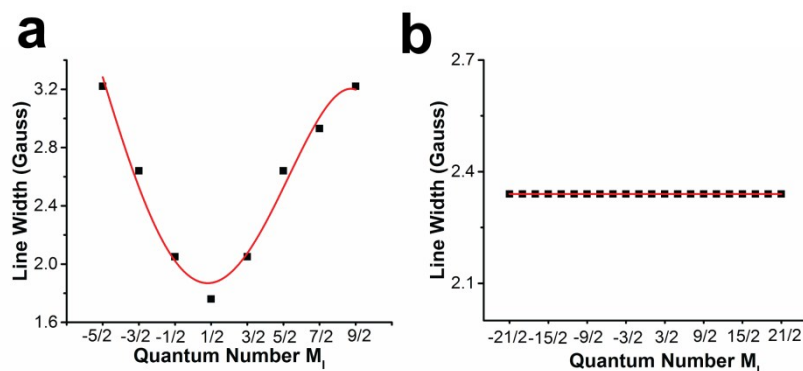 a
Line Width (Gauss)
3.2
2.8
2.4
2.0
1.6
-5/2 -3/2 -1/2 1/2 3/2 5/2 7/2 9/2
Quantum Number M_I
b
Line Width (Gauss)
2.7
2.4
2.1
-21/2 -15/2 -9/2 -3/2 3/2 9/2 15/2 21/2
Quantum Number M_I